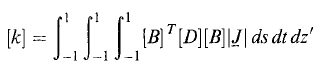 [k] = ∫_{-1}^{1} ∫_{-1}^{1} ∫_{-1}^{1} [B]^T [D][B]|J| ds dt dz′